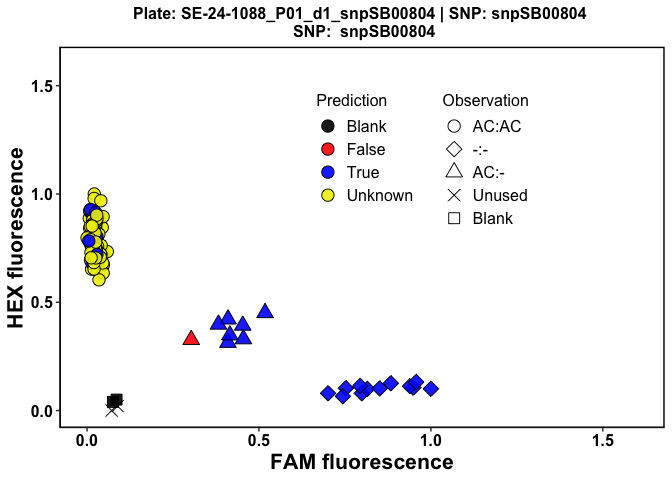 Plate: SE-24-1088_P01_d1_snpSB00804 | SNP: snpSB00804
SNP:  snpSB00804
HEX fluorescence
1.5
1.0
0.5
0.0
Prediction
Blank
False
True
Unknown
Observation
AC:AC
-:-
AC:-
Unused
Blank
0.0
0.5
1.0
1.5
FAM fluorescence